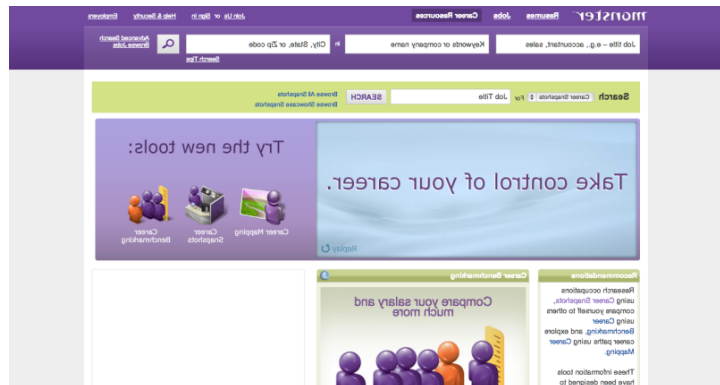 monster
Resumes Jobs Career Resources
Join Us or Sign In Help & Security Employers
Job title – e.g., accountant, sales
Keywords or company name
in
City, State, or Zip code
Advanced Search
Browse Jobs
Search Tips
Search Career Snapshots For Job Title SEARCH
Browse All Snapshots
Browse Showcase Snapshots
Take control of your career.
Replay
Try the new tools:
Career Mapping
Career
Snapshots
Career
Benchmarking
Recommendations
Research occupations
using Career Snapshots,
compare yourself to others
using Career
Benchmarking, and explore
career paths using Career
Mapping.
These information tools
have been designed to
Career Benchmarking
Compare your salary and
much more